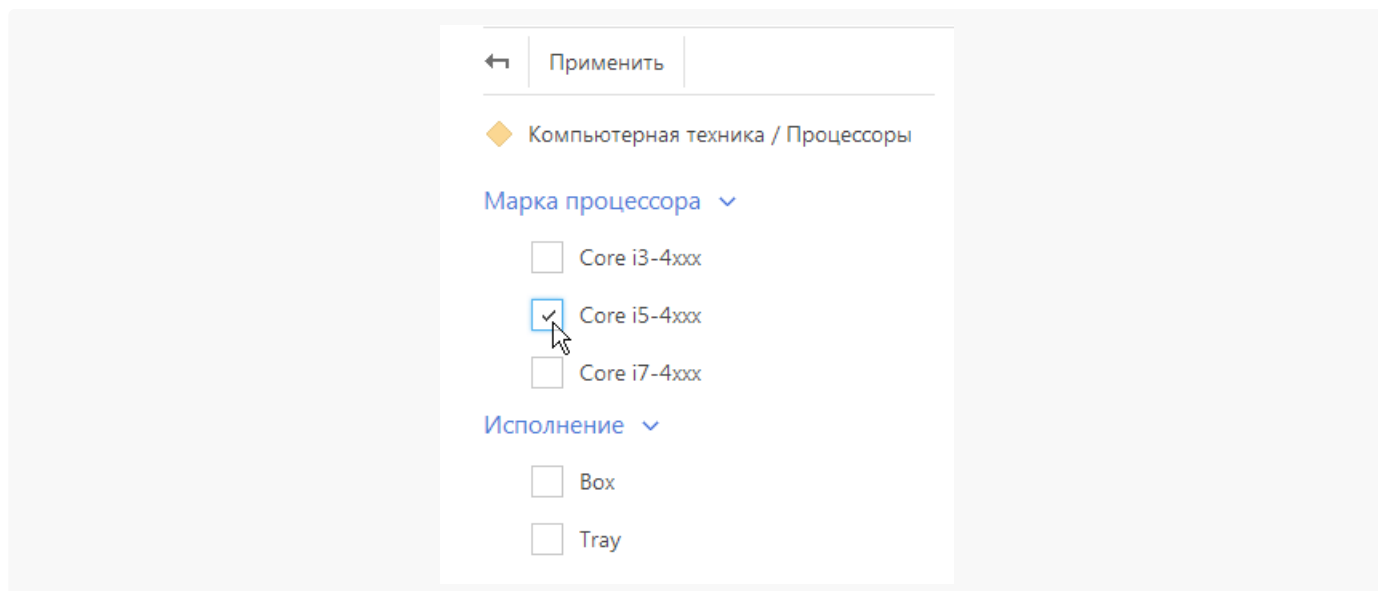 Применить
Компьютерная техника / Процессоры
Марка процессора
Core i3-4xxx
Core i5-4xxx
Core i7-4xxx
Исполнение
Box
Tray